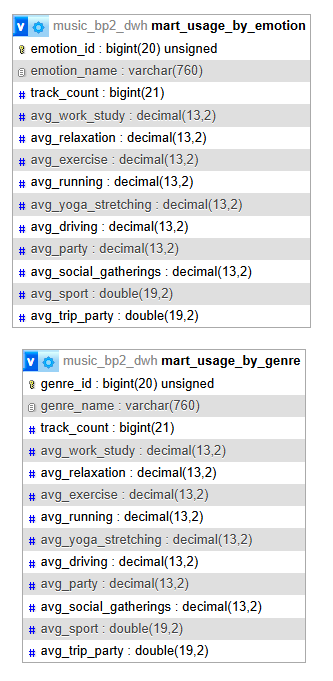 v music_bp2_dwh mart_usage_by_emotion
emotion_id : bigint(20) unsigned
emotion_name : varchar(760)
# track_count : bigint(21)
# avg_work_study : decimal(13,2)
# avg_relaxation : decimal(13,2)
# avg_exercise : decimal(13,2)
# avg_running : decimal(13,2)
# avg_yoga_stretching : decimal(13,2)
# avg_driving : decimal(13,2)
# avg_party : decimal(13,2)
# avg_social_gatherings : decimal(13,2)
# avg_sport : double(19,2)
# avg_trip_party : double(19,2)
v music_bp2_dwh mart_usage_by_genre
genre_id : bigint(20) unsigned
genre_name : varchar(760)
# track_count : bigint(21)
# avg_work_study : decimal(13,2)
# avg_relaxation : decimal(13,2)
# avg_exercise : decimal(13,2)
# avg_running : decimal(13,2)
# avg_yoga_stretching : decimal(13,2)
# avg_driving : decimal(13,2)
# avg_party : decimal(13,2)
# avg_social_gatherings : decimal(13,2)
# avg_sport : double(19,2)
# avg_trip_party : double(19,2)